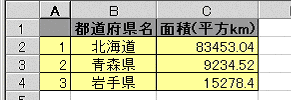 A B C
1 都道府県名 面積(平方km)
2 1 北海道 83453.04
3 2 青森県 9234.52
4 3 岩手県 15278.4